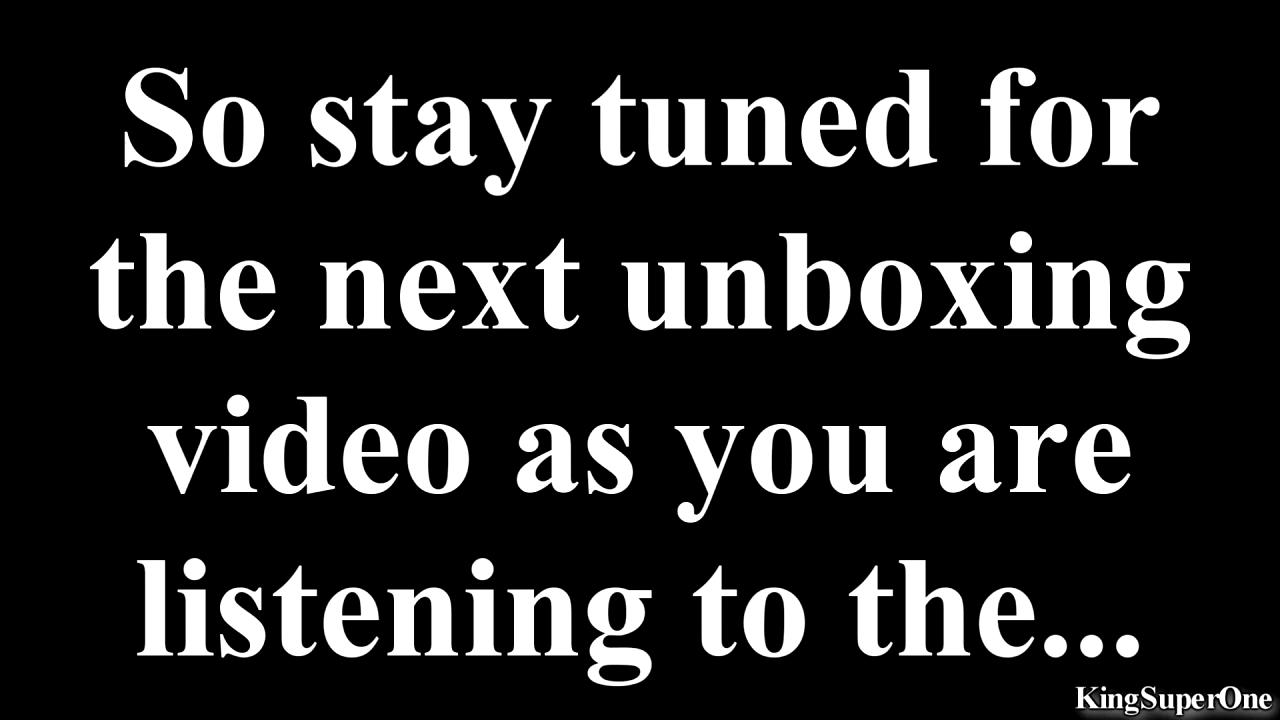 So stay tuned for
the next unboxing
video as you are
listening to the...
KingSuperOne